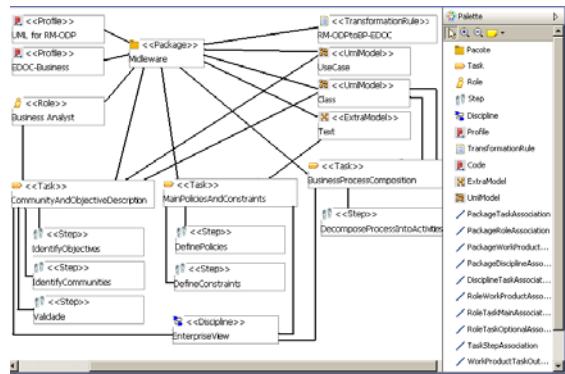 <<Profile>>
UML for RM-ODP
<<Profile>>
EDOC-Business
<<Package>>
Midleware
<<TransformationRule>>
RM-ODPtoBP-EDOC
<<UmlModel>>
UseCase
<<UmlModel>>
Class
<<ExtraModel>>
Text
<<Role>>
Business Analyst
<<Task>>
CommunityAndObjectiveDescription
<<Task>>
MainPoliciesAndConstraints
<<Task>>
BusinessProcessComposition
<<Step>>
IdentifyObjectives
<<Step>>
IdentifyCommunities
<<Step>>
Validade
<<Step>>
DefinePolicies
<<Step>>
DefineConstraints
<<Step>>
DecomposeProcessIntoActivities
<<Discipline>>
EnterpriseView
Palette
Pacote
Task
Role
Step
Discipline
Profile
TransformationRule
Code
ExtraModel
UmlModel
PackageTaskAssociation
PackageRoleAssociation
PackageWorkProduct...
PackageDisciplineAsso...
DisciplineTaskAssociat...
RoleWorkProductAsso...
RoleTaskMainAssociat...
RoleTaskOptionalAsso...
TaskStepAssociation
WorkProductTaskOut...